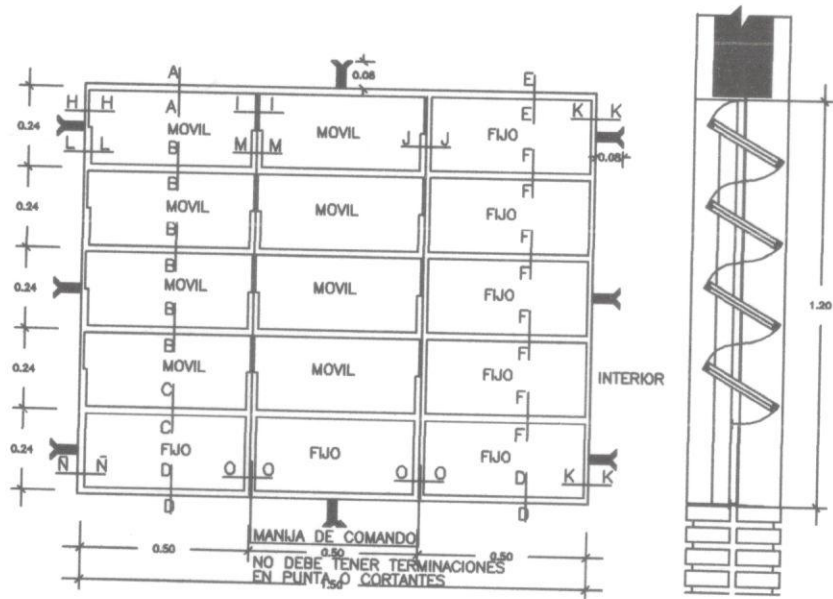 A
E
0.08
H H A I I E K K
0.24
MOVIL MOVIL FIJO
L L B M M J J F 0.08
B F
0.24
MOVIL MOVIL FIJO
B F
B F
0.24
MOVIL MOVIL FIJO
1.20
B F
B F
0.24
MOVIL MOVIL FIJO
INTERIOR
C F
C F
0.24
FIJO FIJO FIJO
Ñ Ñ D O O O O D K K
D D
MANIJA DE COMANDO
0.50 0.50 0.50
NO DEBE TENER TERMINACIONES
EN PUNTA O CORTANTES
1.50